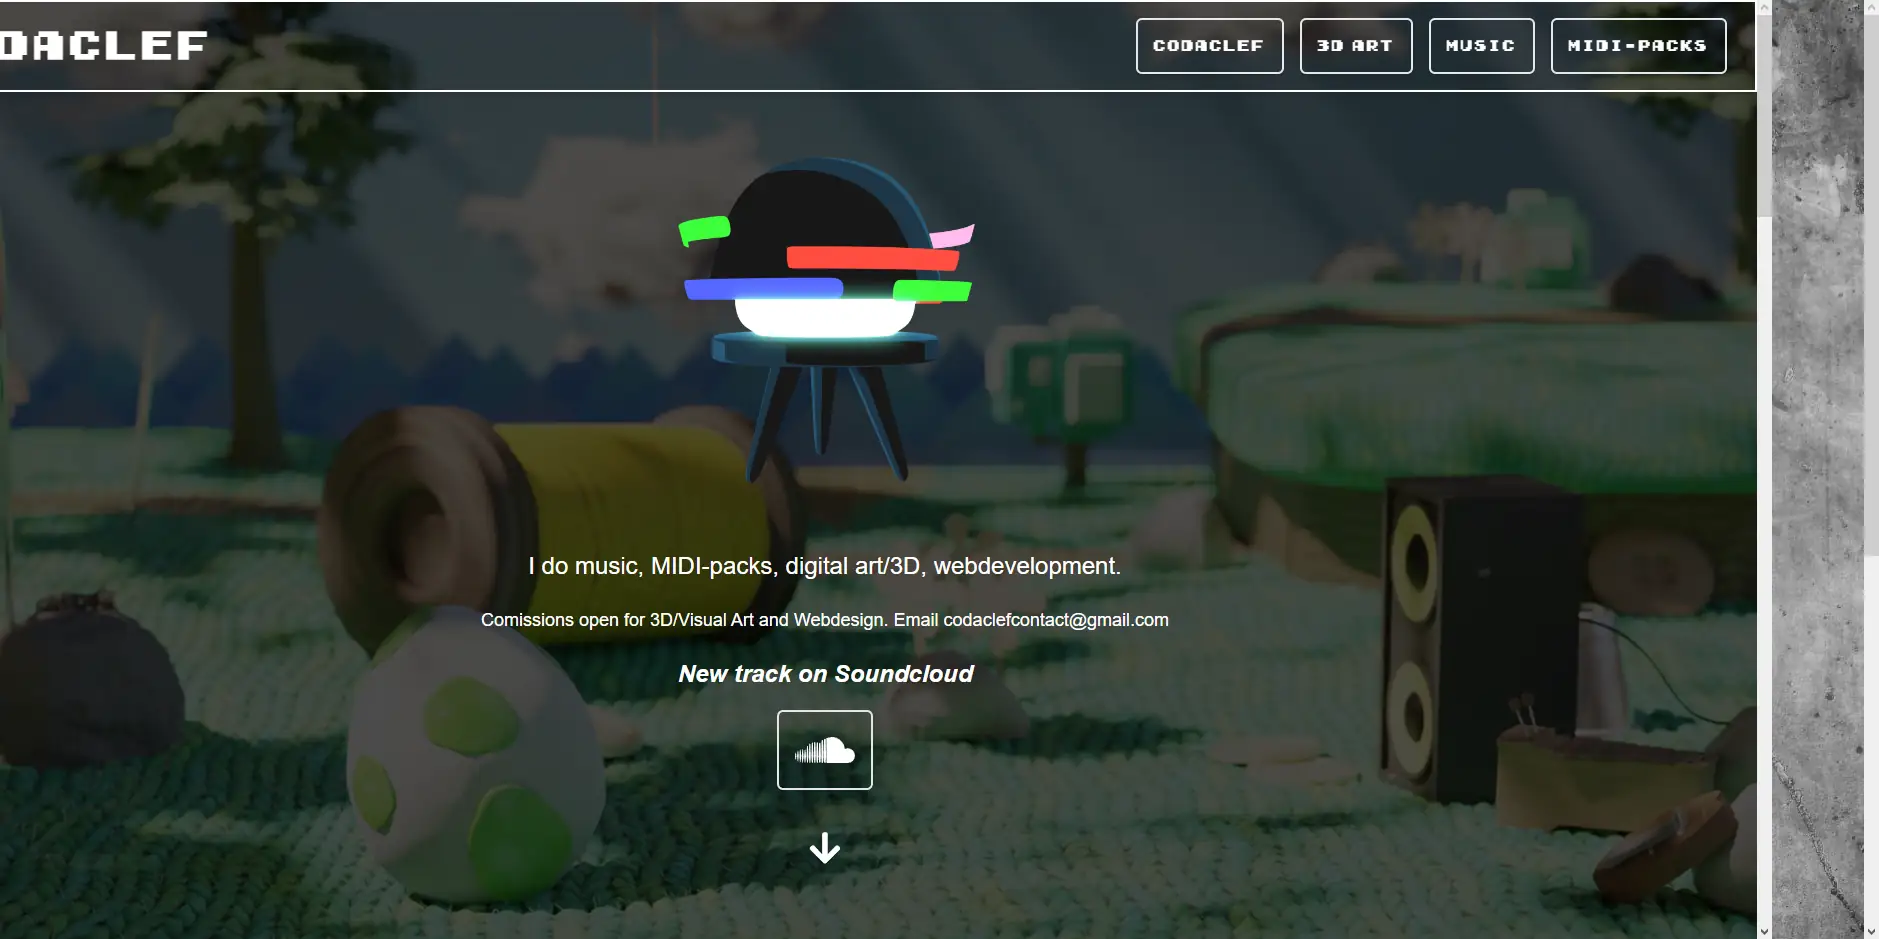 DACLEF
CODACLEF
3D ART
MUSIC
MIDI-PACKS
I do music, MIDI-packs, digital art/3D, webdevelopment.
Comissions open for 3D/Visual Art and Webdesign. Email codaclefcontact@gmail.com
New track on Soundcloud